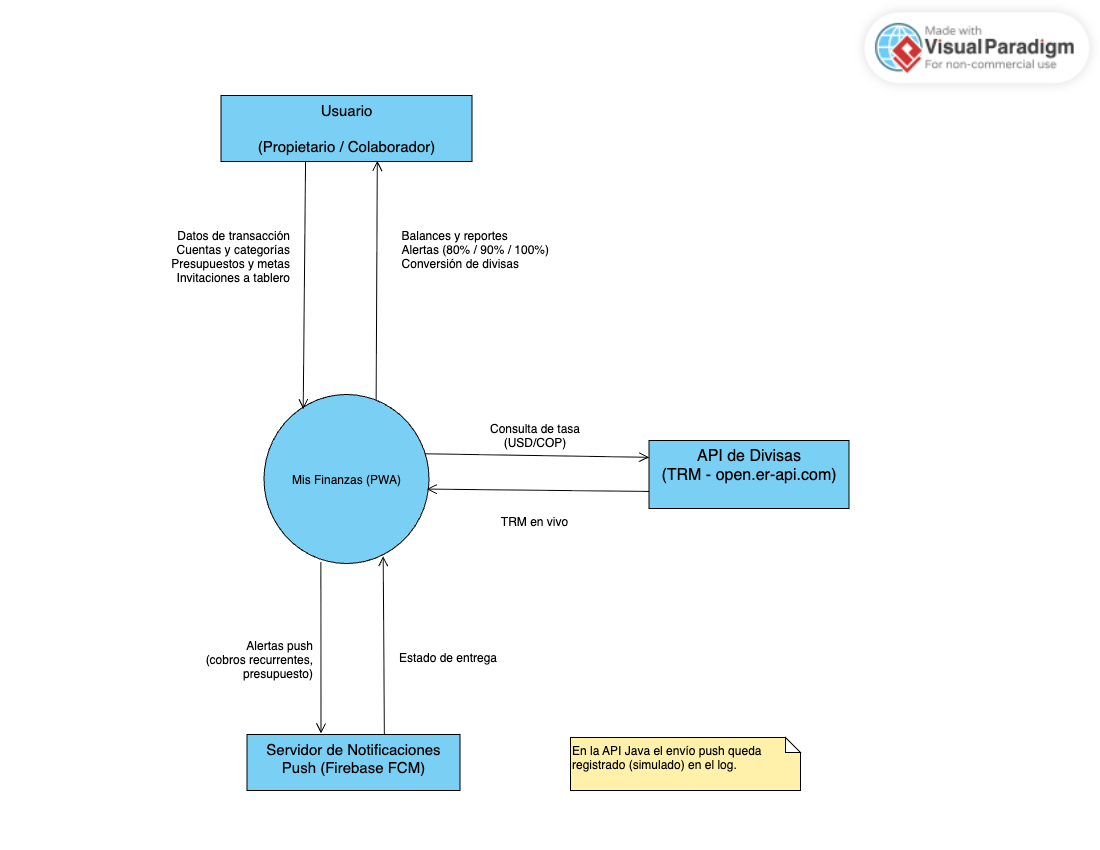 Made with
Visual Paradigm
For non-commercial use
Usuario
(Propietario / Colaborador)
Datos de transacción
Cuentas y categorías
Presupuestos y metas
Invitaciones a tablero
Balances y reportes
Alertas (80% / 90% / 100%)
Conversión de divisas
Consulta de tasa
(USD/COP)
API de Divisas
(TRM - open.er-api.com)
Mis Finanzas (PWA)
TRM en vivo
Alertas push
(cobros recurrentes,
presupuesto)
Estado de entrega
Servidor de Notificaciones
Push (Firebase FCM)
En la API Java el envío push queda
registrado (simulado) en el log.